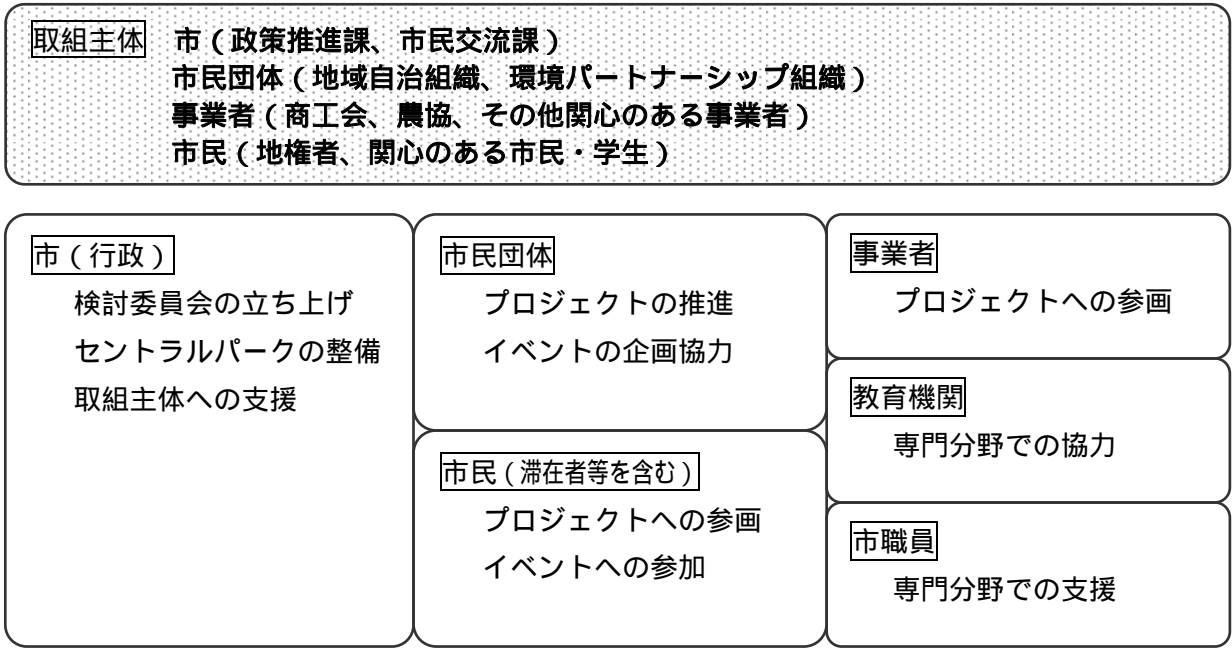 取組主体 市（政策推進課、市民交流課）
市民団体（地域自治組織、環境パートナーシップ組織）
事業者（商工会、農協、その他関心のある事業者）
市民（地権者、関心のある市民・学生）
市（行政）
検討委員会の立ち上げ
セントラルパークの整備
取組主体への支援
市民団体
プロジェクトの推進
イベントの企画協力
市民（滞在者等を含む）
プロジェクトへの参画
イベントへの参加
事業者
プロジェクトへの参画
教育機関
専門分野での協力
市職員
専門分野での支援